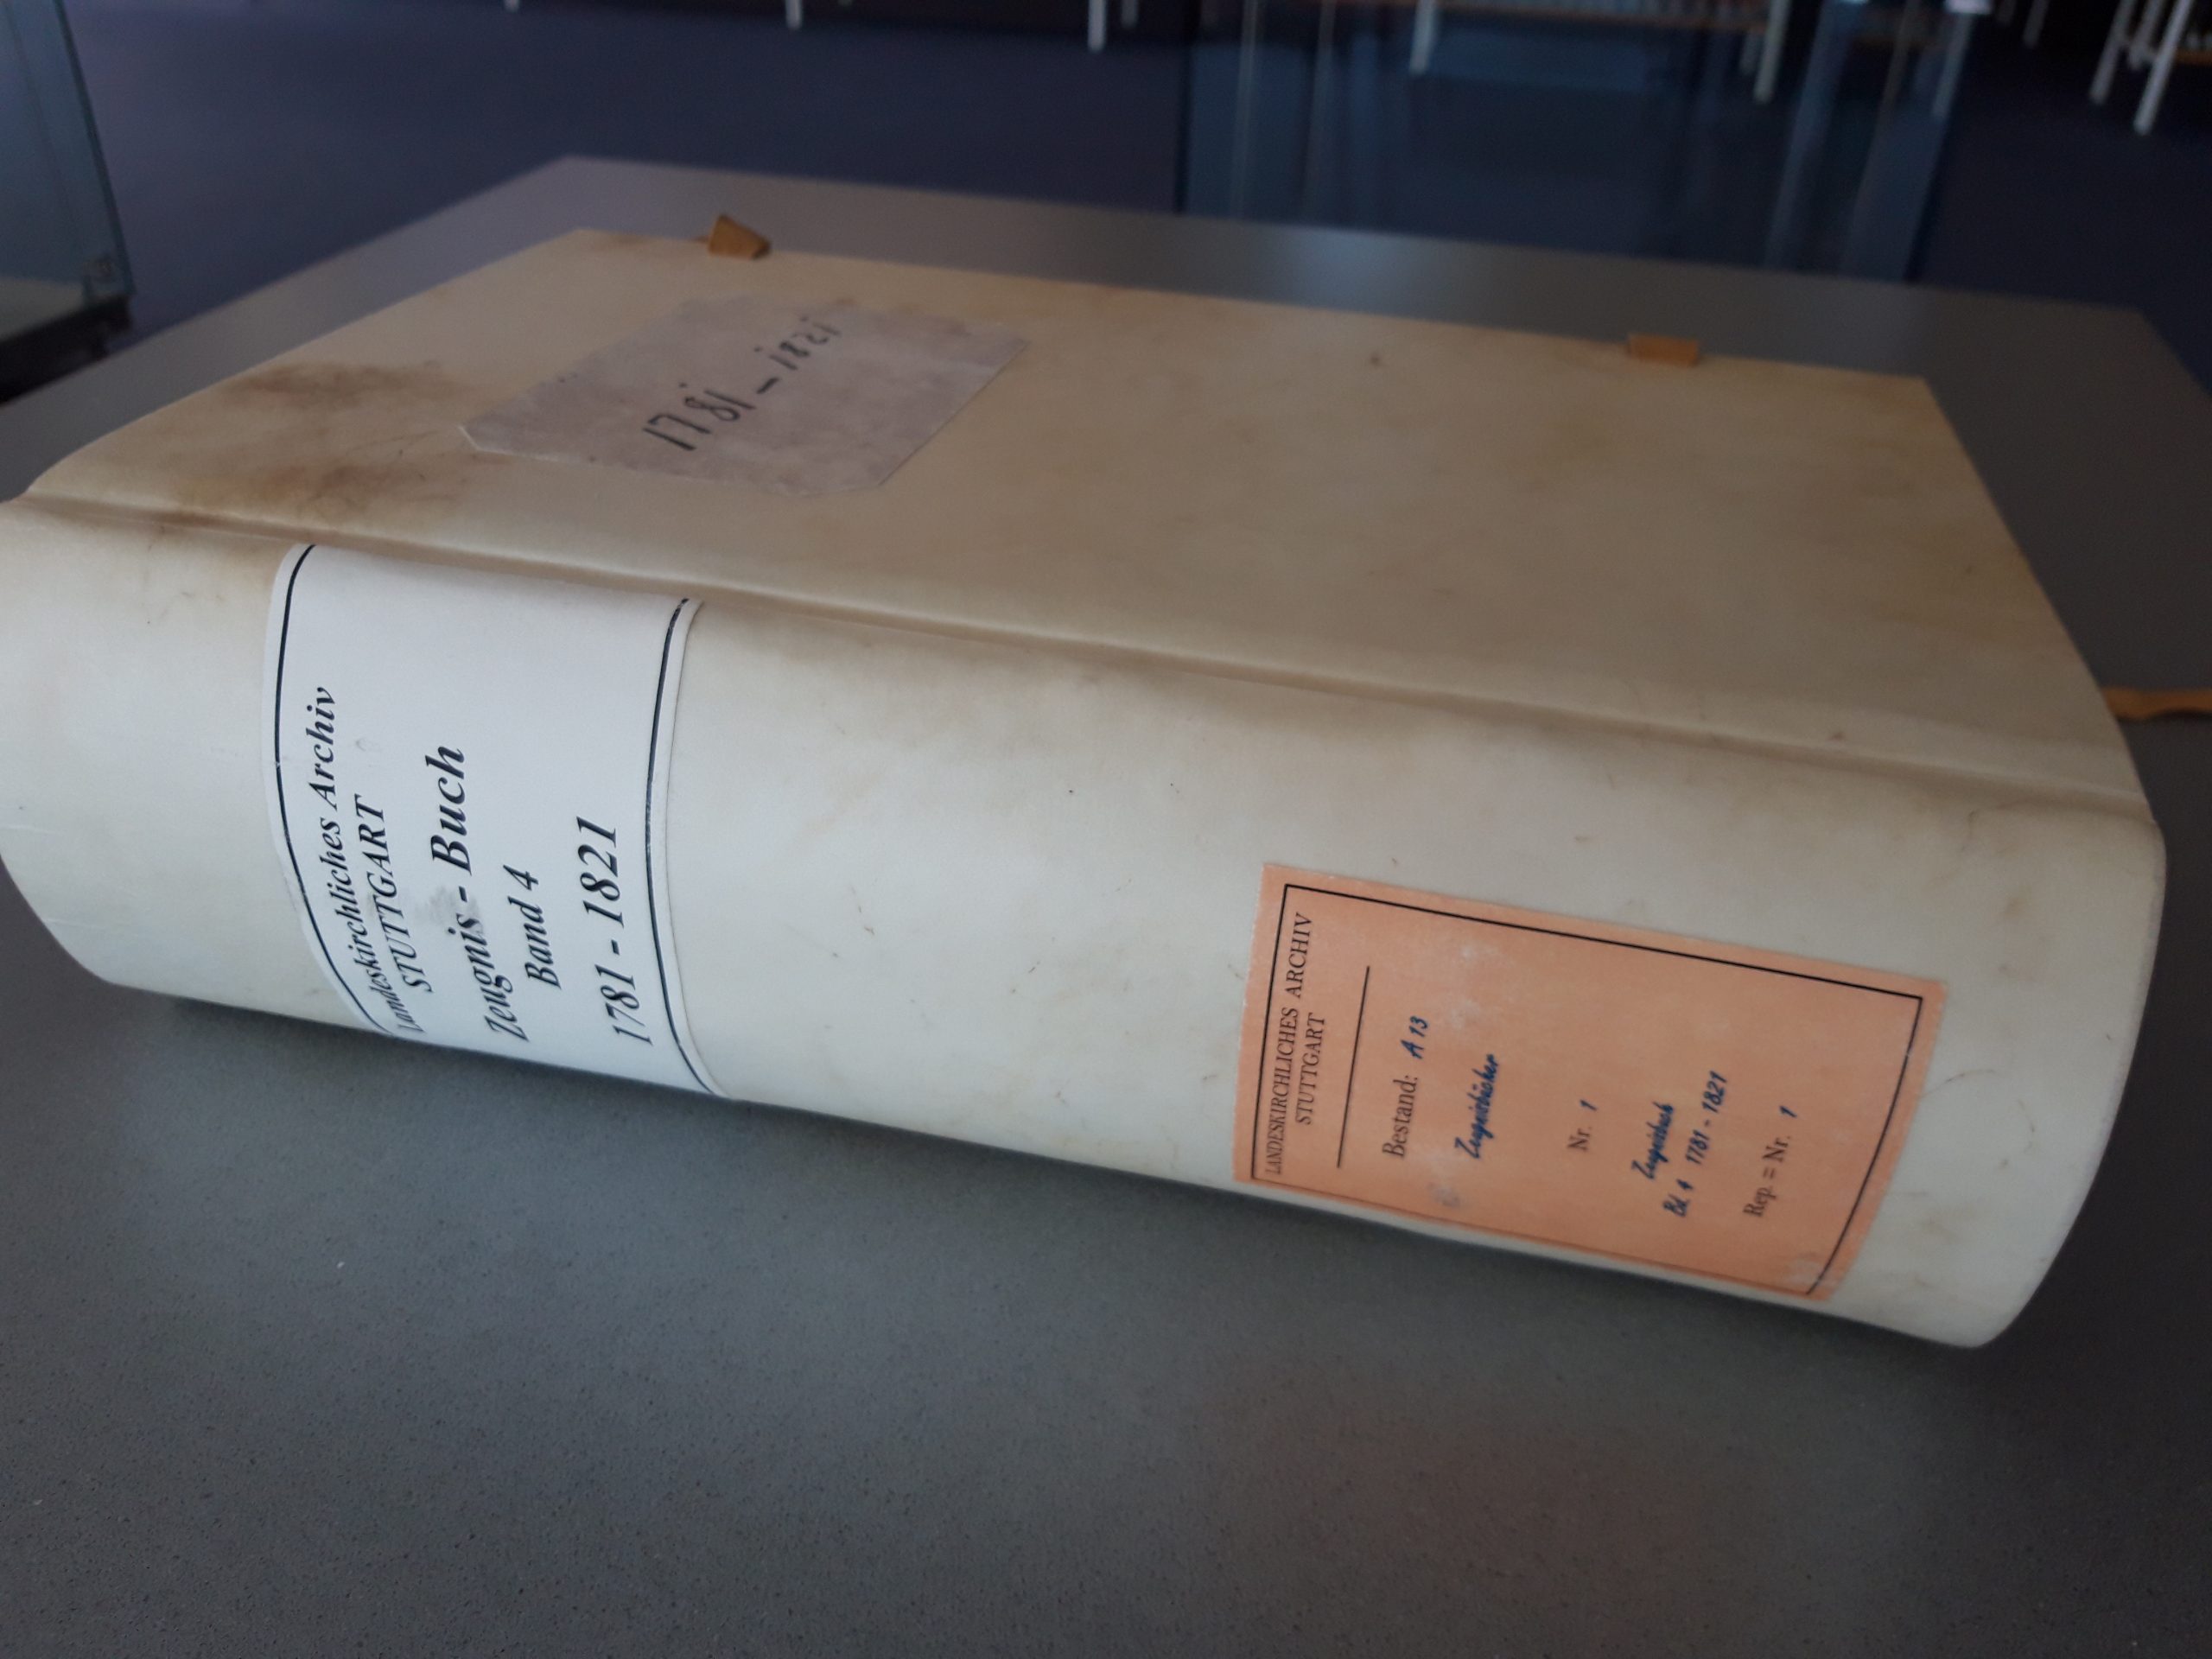 1781 – 1821
Landeskirchliches Archiv
STUTTGART
Zeugnis - Buch
Band 4
1781 - 1821
LANDESKIRCHLICHES ARCHIV
STUTTGART
Bestand: A 13
Zeugnisbücher
Nr. 1
Zeugnisbuch
Bd. 4 1781 - 1821
Rep. = Nr. 1